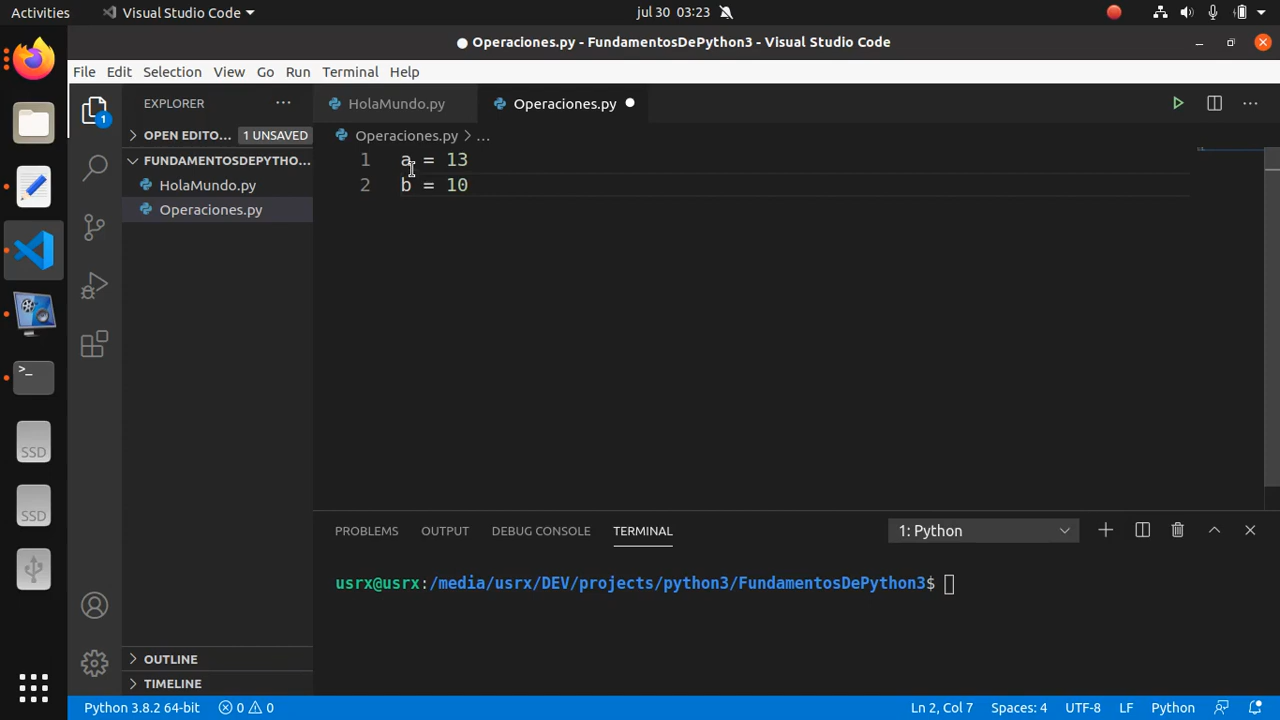 Activities
Visual Studio Code
jul 30 03:23
● Operaciones.py - FundamentosDePython3 - Visual Studio Code
File Edit Selection View Go Run Terminal Help
EXPLORER
HolaMundo.py
Operaciones.py
OPEN EDITO...
1 UNSAVED
FUNDAMENTOSDEPYTHO...
HolaMundo.py
Operaciones.py
Operaciones.py > ...
1 a = 13
2 b = 10
1
PROBLEMS OUTPUT DEBUG CONSOLE TERMINAL
1: Python
usrx@usrx:/media/usrx/DEV/projects/python3/FundamentosDePython3$
>_
SSD
SSD
OUTLINE
TIMELINE
Python 3.8.2 64-bit
0
0
Ln 2, Col 7
Spaces: 4
UTF-8
LF
Python